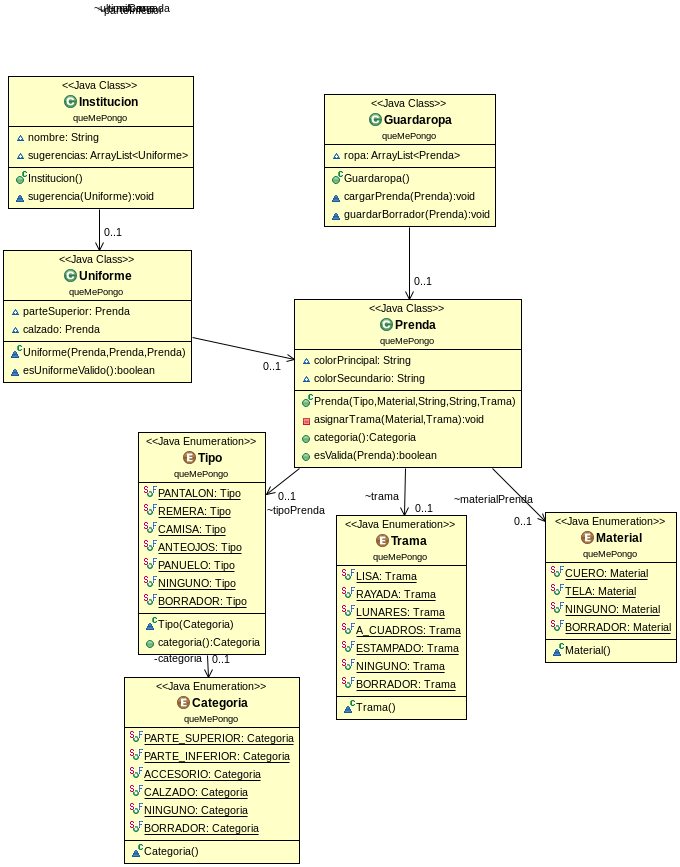 <<Java Class>>
Institucion
queMePongo
nombre: String
sugerencias: ArrayList<Uniforme>
Institucion()
sugerencia(Uniforme):void
0..1
<<Java Class>>
Guardaropa
queMePongo
ropa: ArrayList<Prenda>
Guardaropa()
cargarPrenda(Prenda):void
guardarBorrador(Prenda):void
0..1
<<Java Class>>
Uniforme
queMePongo
parteSuperior: Prenda
calzado: Prenda
Uniforme(Prenda,Prenda,Prenda)
esUniformeValido():boolean
0..1
<<Java Class>>
Prenda
queMePongo
colorPrincipal: String
colorSecundario: String
Prenda(Tipo,Material,String,String,Trama)
asignarTrama(Material,Trama):void
categoria():Categoria
esValida(Prenda):boolean
0..1
~tipoPrenda
~trama
0..1
~materialPrenda
0..1
<<Java Enumeration>>
Tipo
queMePongo
PANTALON: Tipo
REMERA: Tipo
CAMISA: Tipo
ANTEOJOS: Tipo
PANUELO: Tipo
NINGUNO: Tipo
BORRADOR: Tipo
Tipo(Categoria)
categoria():Categoria
-categoria
0..1
<<Java Enumeration>>
Trama
queMePongo
LISA: Trama
RAYADA: Trama
LUNARES: Trama
A_CUADROS: Trama
ESTAMPADO: Trama
NINGUNO: Trama
BORRADOR: Trama
Trama()
<<Java Enumeration>>
Material
queMePongo
CUERO: Material
TELA: Material
NINGUNO: Material
BORRADOR: Material
Material()
<<Java Enumeration>>
Categoria
queMePongo
PARTE_SUPERIOR: Categoria
PARTE_INFERIOR: Categoria
ACCESORIO: Categoria
CALZADO: Categoria
NINGUNO: Categoria
BORRADOR: Categoria
Categoria()